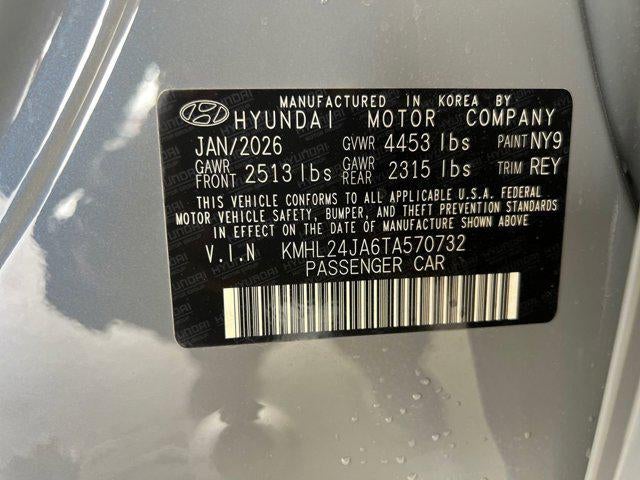 MANUFACTURED IN KOREA BY
HYUNDAI MOTOR COMPANY
JAN/2026 GVWR 4453 lbs PAINT NY9
GAWR FRONT 2513 lbs GAWR REAR 2315 lbs TRIM REY
THIS VEHICLE CONFORMS TO ALL APPLICABLE U.S.A. FEDERAL
MOTOR VEHICLE SAFETY, BUMPER, AND THEFT PREVENTION STANDARDS
IN EFFECT ON THE DATE OF MANUFACTURE SHOWN ABOVE
V.I.N KMHL24JA6TA570732
PASSENGER CAR